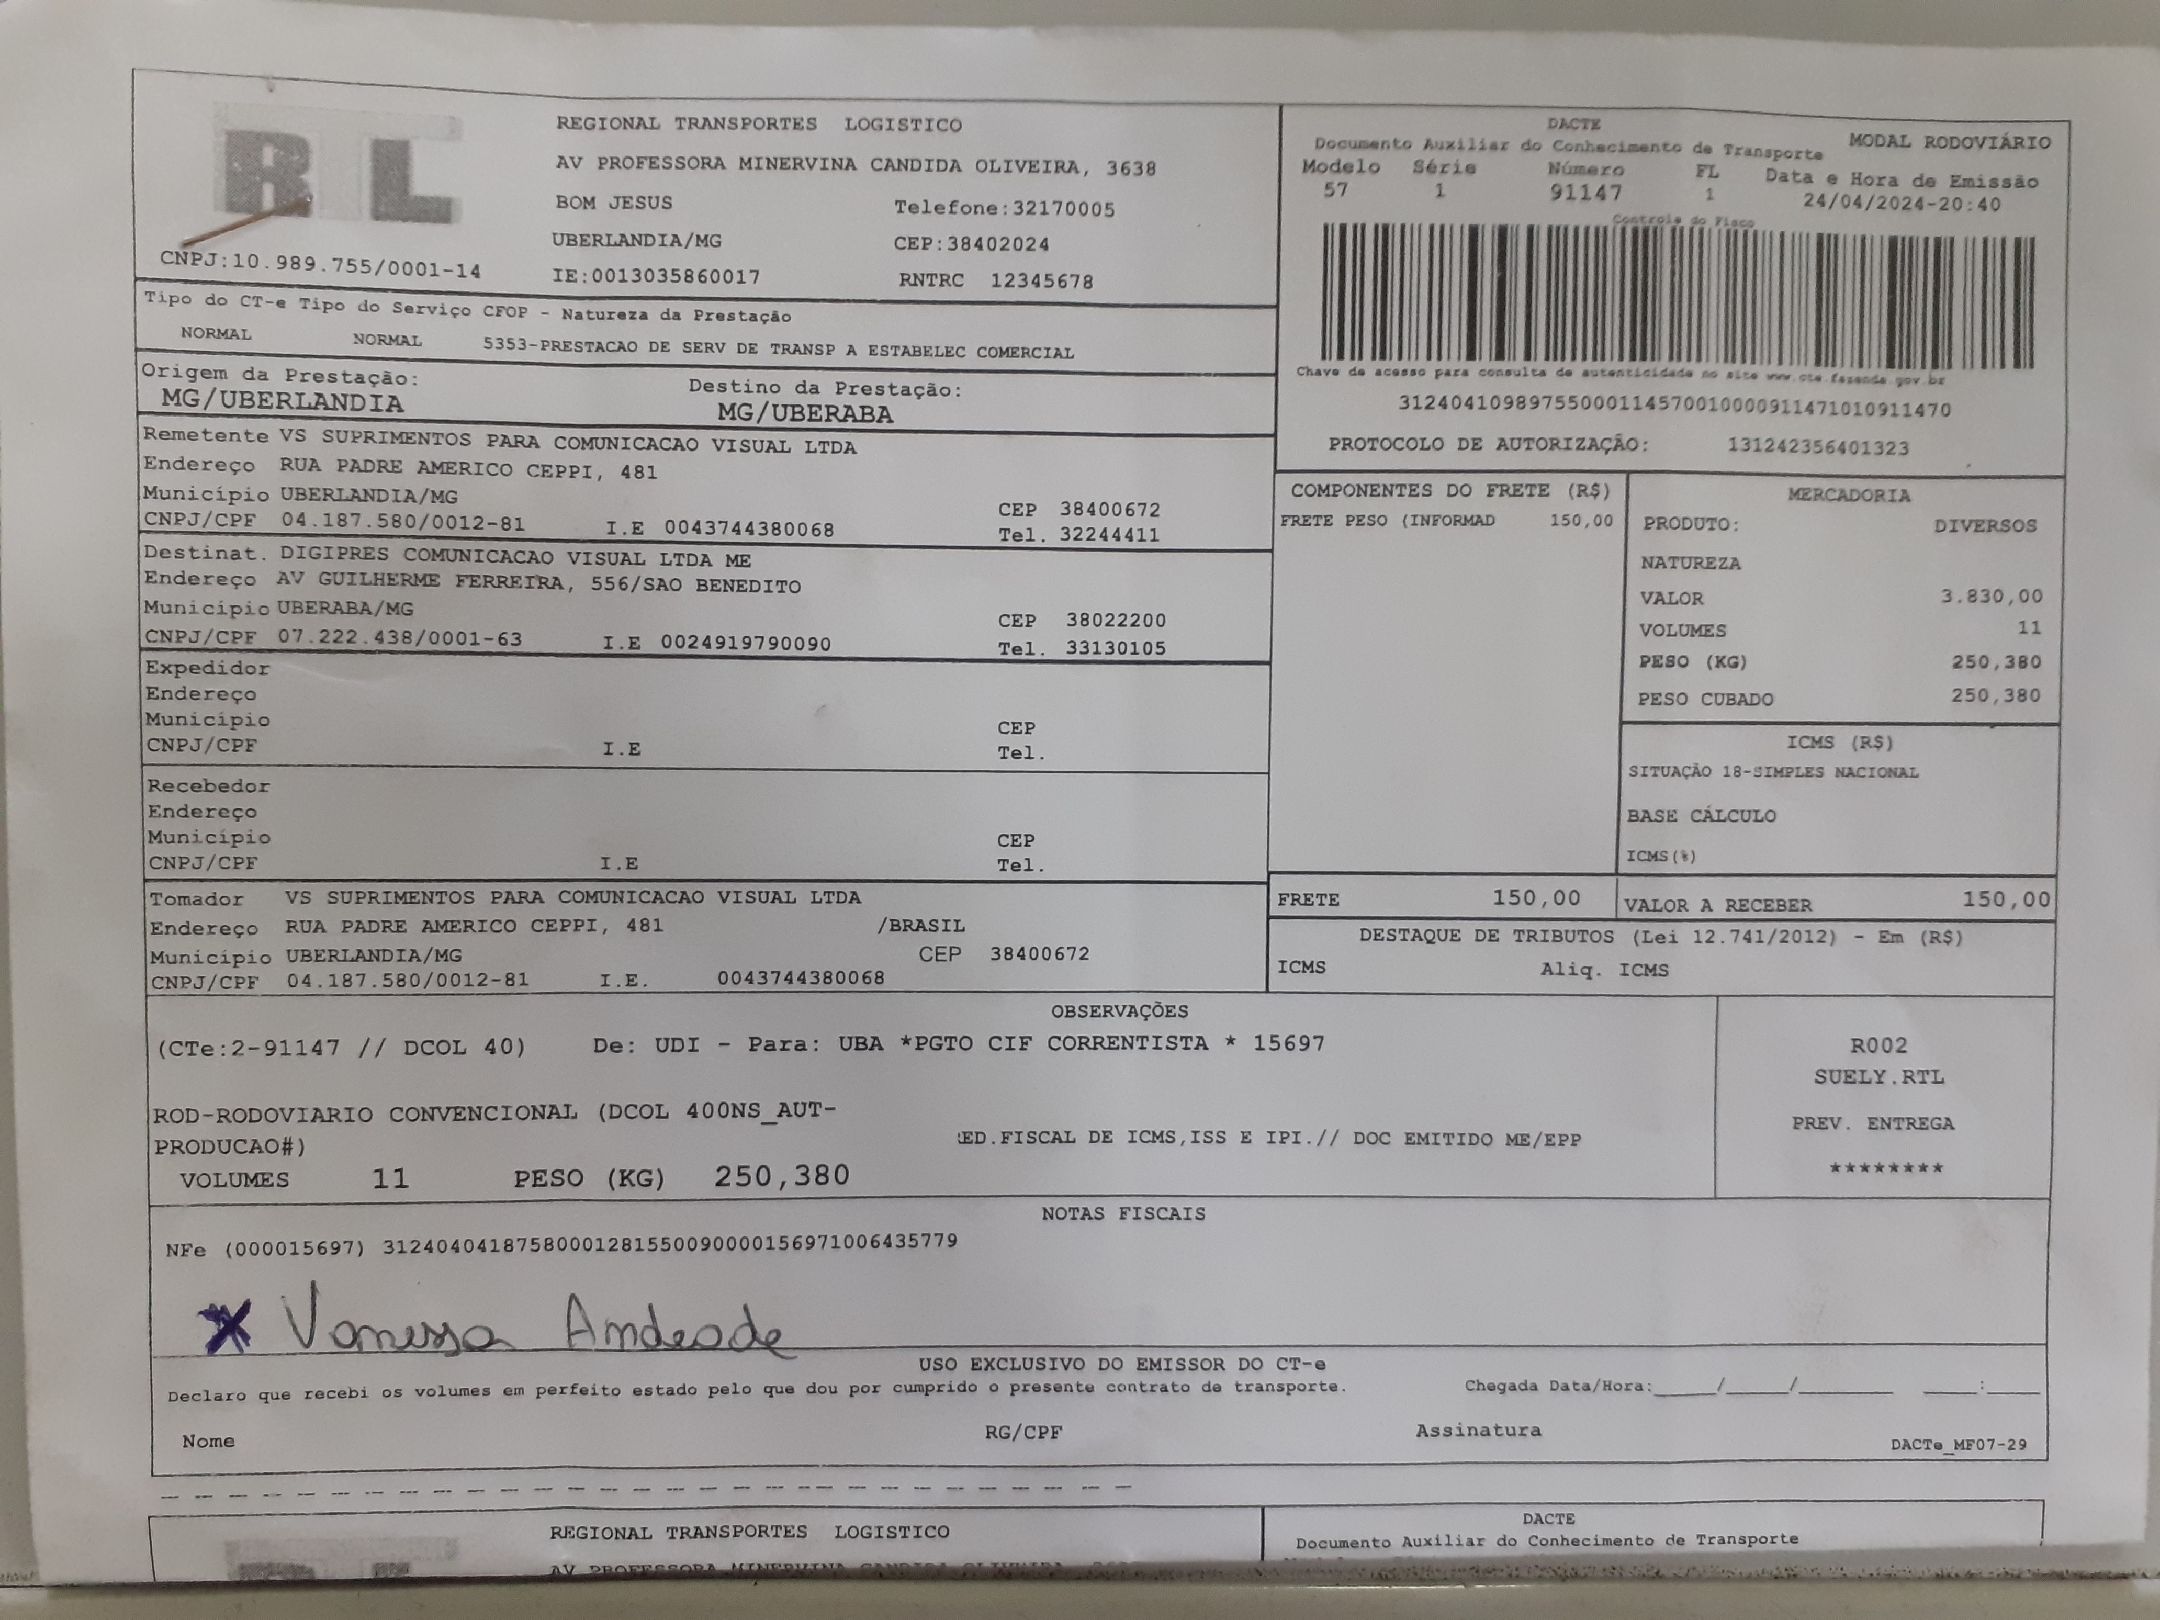 RTL
REGIONAL TRANSPORTES LOGISTICO
AV PROFESSORA MINERVINA CANDIDA OLIVEIRA, 3638
BOM JESUS Telefone:32170005
UBERLANDIA/MG CEP:38402024
CNPJ:10.989.755/0001-14 IE:0013035860017 RNTRC 12345678
DACTE
Documento Auxiliar do Conhecimento de Transporte MODAL RODOVIÁRIO
Modelo Série Número FL Data e Hora de Emissão
57 1 91147 1 24/04/2024-20:40
Controle do Fisco
Chave de acesso para consulta de autenticidade no site www.cte.fazenda.gov.br
31240410989755000114570010000911471010911470
PROTOCOLO DE AUTORIZAÇÃO: 131242356401323
Tipo do CT-e Tipo do Serviço CFOP - Natureza da Prestação
NORMAL NORMAL 5353-PRESTACAO DE SERV DE TRANSP A ESTABELEC COMERCIAL
Origem da Prestação: Destino da Prestação:
MG/UBERLANDIA MG/UBERABA
Remetente VS SUPRIMENTOS PARA COMUNICACAO VISUAL LTDA
Endereço RUA PADRE AMERICO CEPPI, 481
Município UBERLANDIA/MG CEP 38400672
CNPJ/CPF 04.187.580/0012-81 I.E 0043744380068 Tel. 32244411
Destinat. DIGIPRES COMUNICACAO VISUAL LTDA ME
Endereço AV GUILHERME FERREIRA, 556/SAO BENEDITO
Município UBERABA/MG CEP 38022200
CNPJ/CPF 07.222.438/0001-63 I.E 0024919790090 Tel. 33130105
Expedidor
Endereço
Município CEP
CNPJ/CPF I.E Tel.
Recebedor
Endereço
Município CEP
CNPJ/CPF I.E Tel.
Tomador VS SUPRIMENTOS PARA COMUNICACAO VISUAL LTDA
Endereço RUA PADRE AMERICO CEPPI, 481 /BRASIL
Município UBERLANDIA/MG CEP 38400672
CNPJ/CPF 04.187.580/0012-81 I.E. 0043744380068
COMPONENTES DO FRETE (R$)
FRETE PESO (INFORMAD 150,00
MERCADORIA
PRODUTO: DIVERSOS
NATUREZA
VALOR 3.830,00
VOLUMES 11
PESO (KG) 250,380
PESO CUBADO 250,380
ICMS (R$)
SITUAÇÃO 18-SIMPLES NACIONAL
BASE CÁLCULO
ICMS(%)
FRETE 150,00 VALOR A RECEBER 150,00
DESTAQUE DE TRIBUTOS (Lei 12.741/2012) - Em (R$)
ICMS Aliq. ICMS
OBSERVAÇÕES
(CTe:2-91147 // DCOL 40) De: UDI - Para: UBA *PGTO CIF CORRENTISTA * 15697
ROD-RODOVIARIO CONVENCIONAL (DCOL 400NS_AUT-
PRODUCAO#) ED.FISCAL DE ICMS,ISS E IPI.// DOC EMITIDO ME/EPP
VOLUMES 11 PESO (KG) 250,380
R002
SUELY.RTL
PREV. ENTREGA
********
NOTAS FISCAIS
NFe (000015697) 31240404187580001281550090000156971006435779
X Vanessa Andrade
USO EXCLUSIVO DO EMISSOR DO CT-e
Declaro que recebi os volumes em perfeito estado pelo que dou por cumprido o presente contrato de transporte. Chegada Data/Hora:_____/_____/_______ ____:____
Nome RG/CPF Assinatura
DACTe_MF07-29
REGIONAL TRANSPORTES LOGISTICO
DACTE
Documento Auxiliar do Conhecimento de Transporte